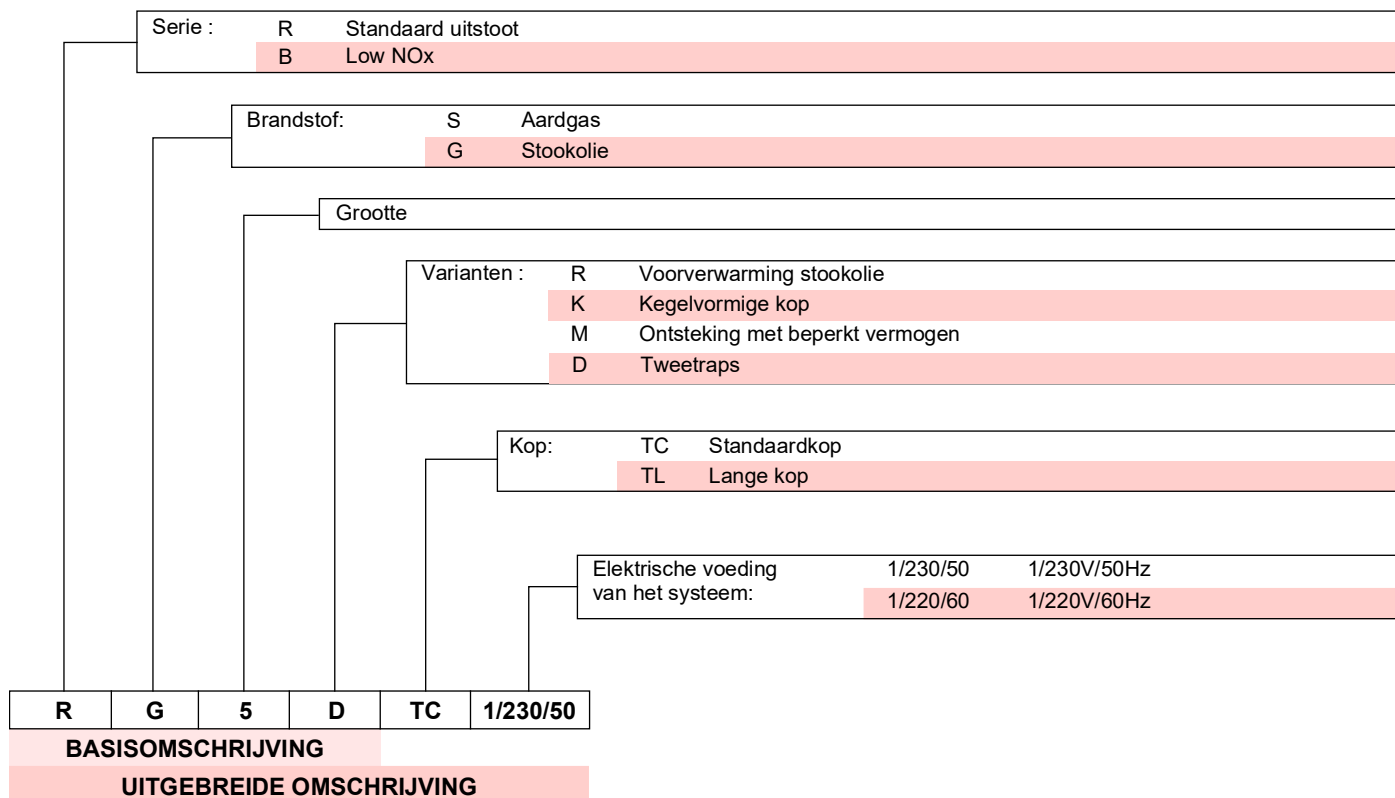 Serie : R Standaard uitstoot
B Low NOx
Brandstof: S Aardgas
G Stookolie
Grootte
Varianten : R Voorverwarming stookolie
K Kegelvormige kop
M Ontsteking met beperkt vermogen
D Tweetraps
Kop: TC Standaardkop
TL Lange kop
Elektrische voeding 1/230/50 1/230V/50Hz
van het systeem: 1/220/60 1/220V/60Hz
R G 5 D TC 1/230/50
BASISOMSCHRIJVING
UITGEBREIDE OMSCHRIJVING